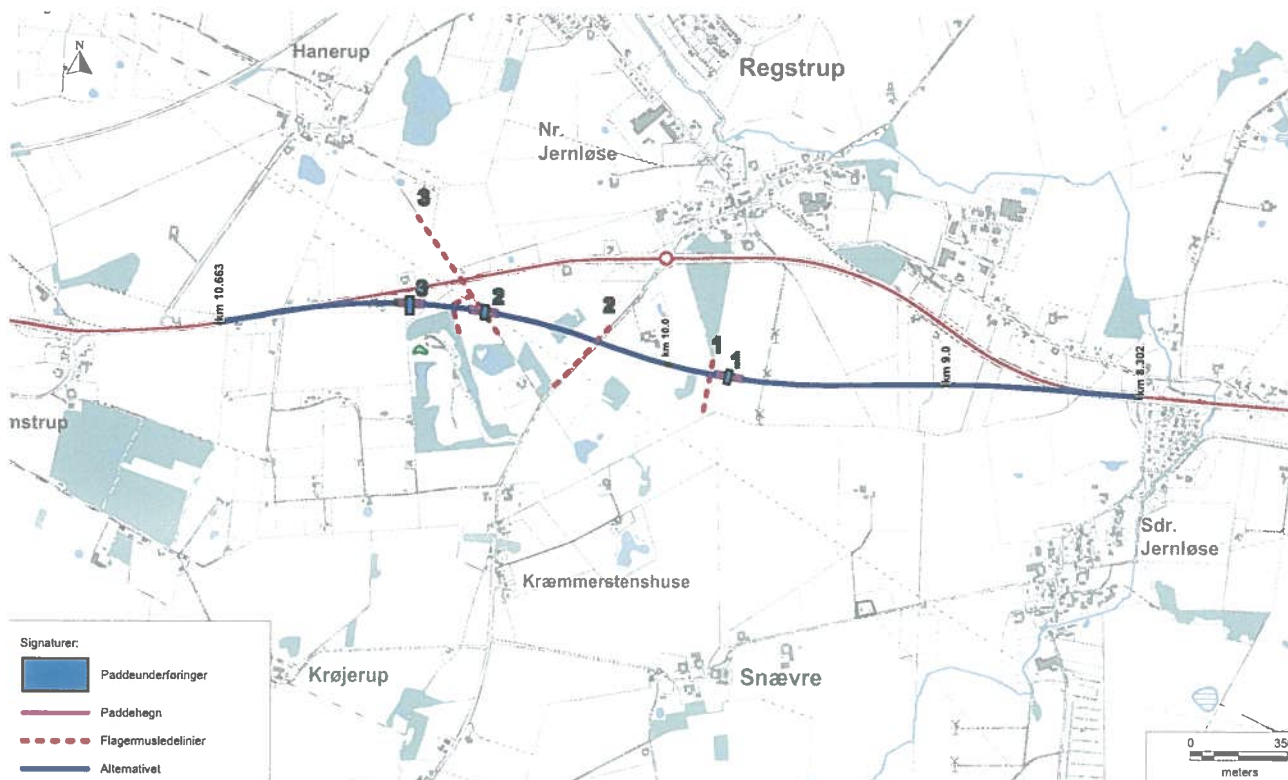 N
Hanerup
Regstrup
Nr.
Jernløse
3
km 10.663
3
2
2
km 10.0
1
1
km 9.0
km 8.302
mstrup
Sdr.
Jernløse
Kræmmerstenshuse
Krøjerup
Snævre
Signaturer:
Paddeunderføringer
Paddehegn
Flagermusledelinier
Alternativet
0 35
meters